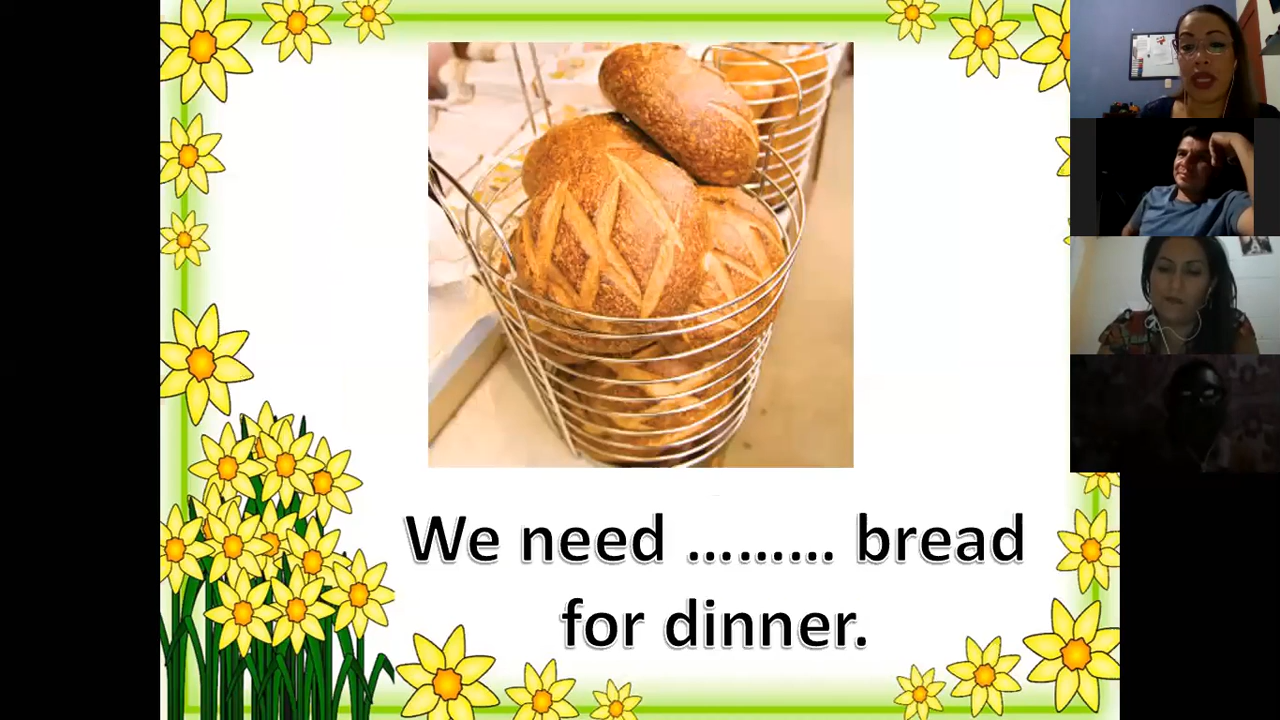 We need ......... bread
for dinner.